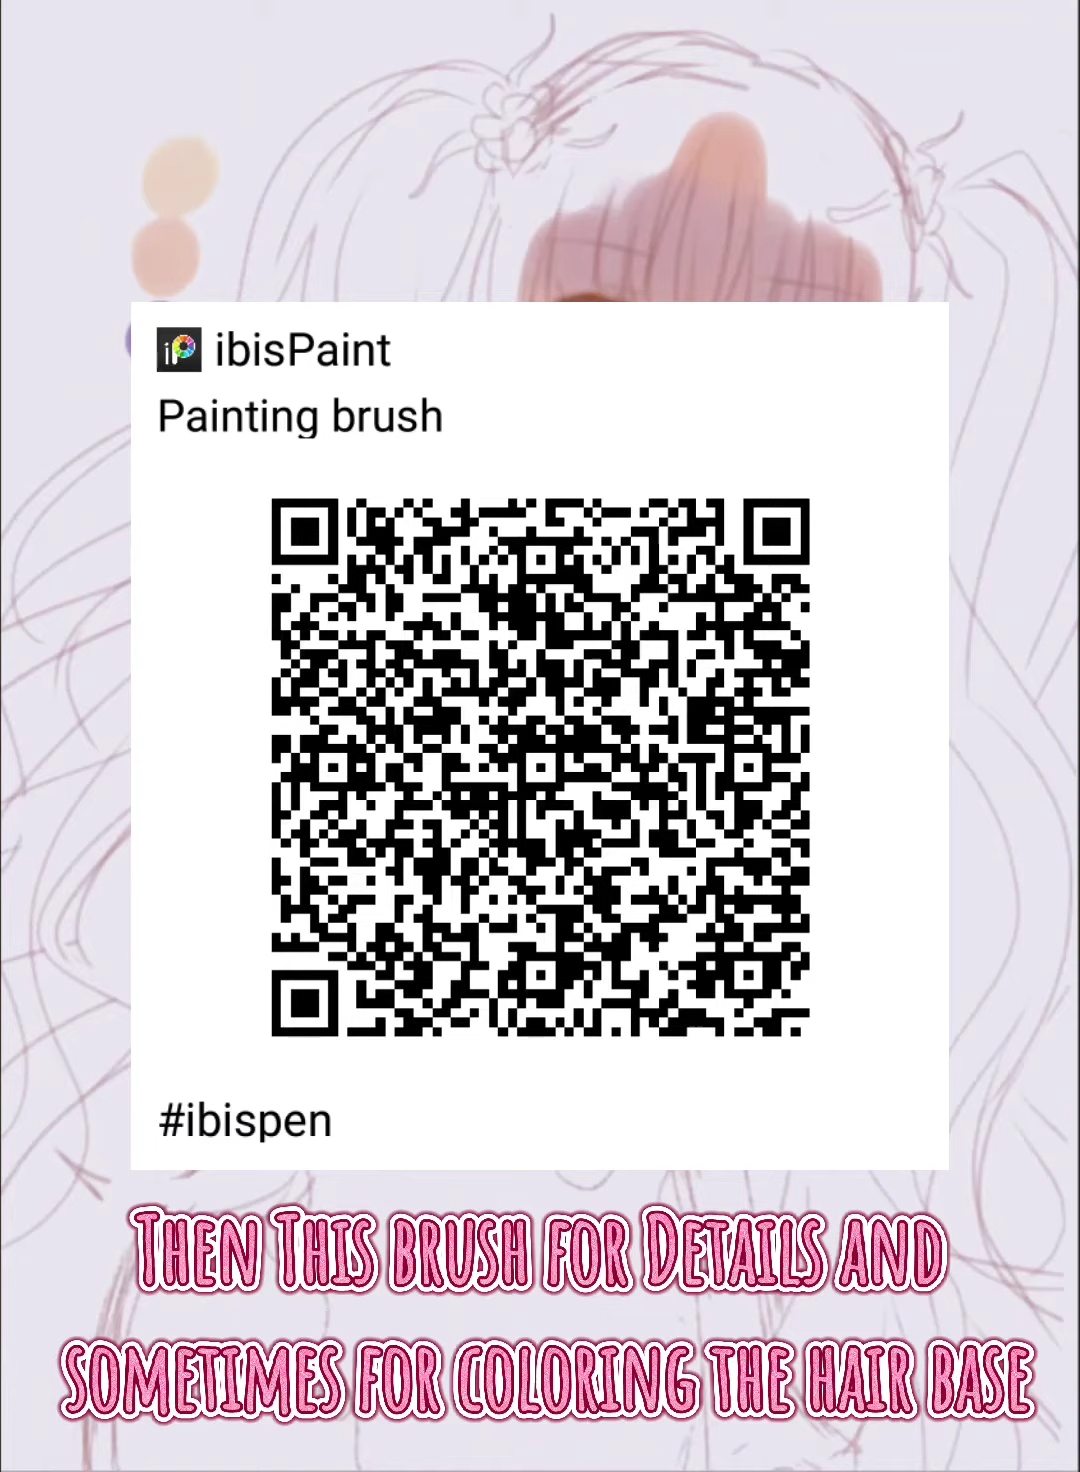 ibisPaint
Painting brush
#ibispen
Then This brush for Details and
sometimes for coloring the hair base